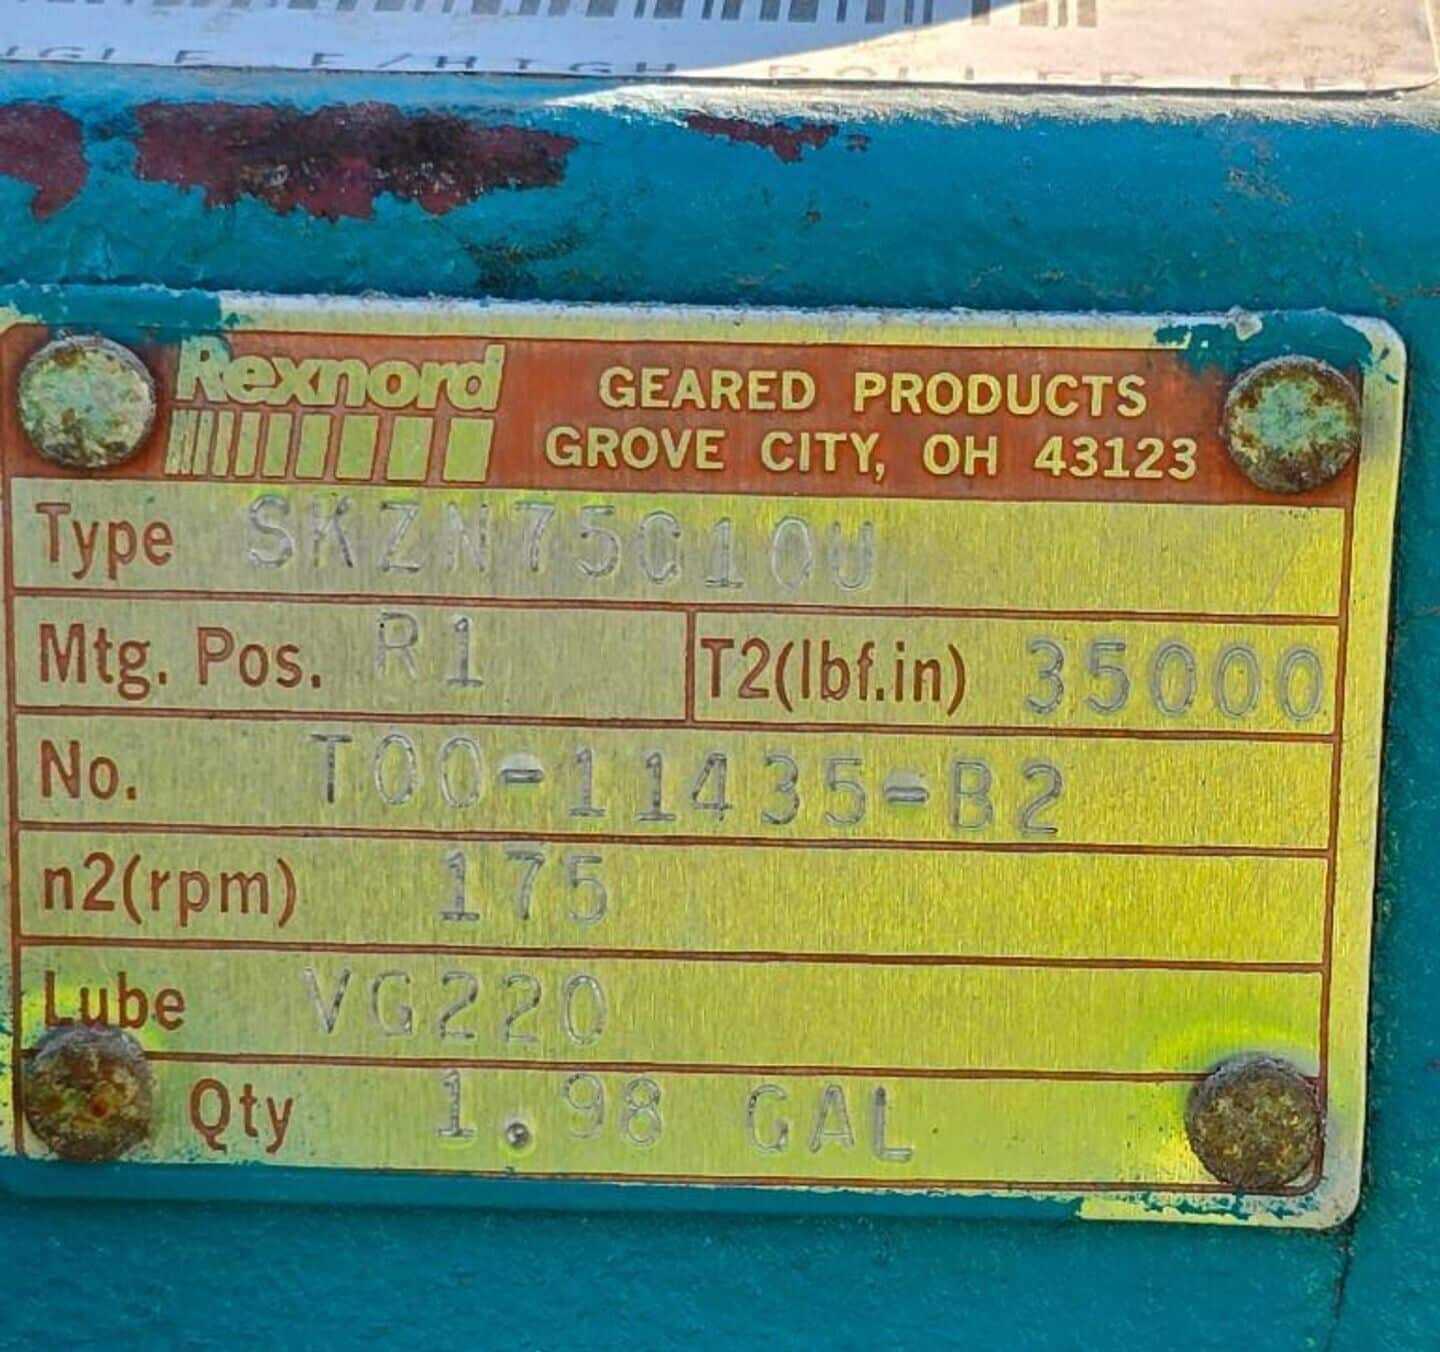 Rexnord
GEARED PRODUCTS
GROVE CITY, OH 43123
Type SKZN75C10U
Mtg. Pos. R1 T2(lbf.in) 35000
No. T00-11435-B2
n2(rpm) 175
Lube VG220
Qty 1.98 GAL